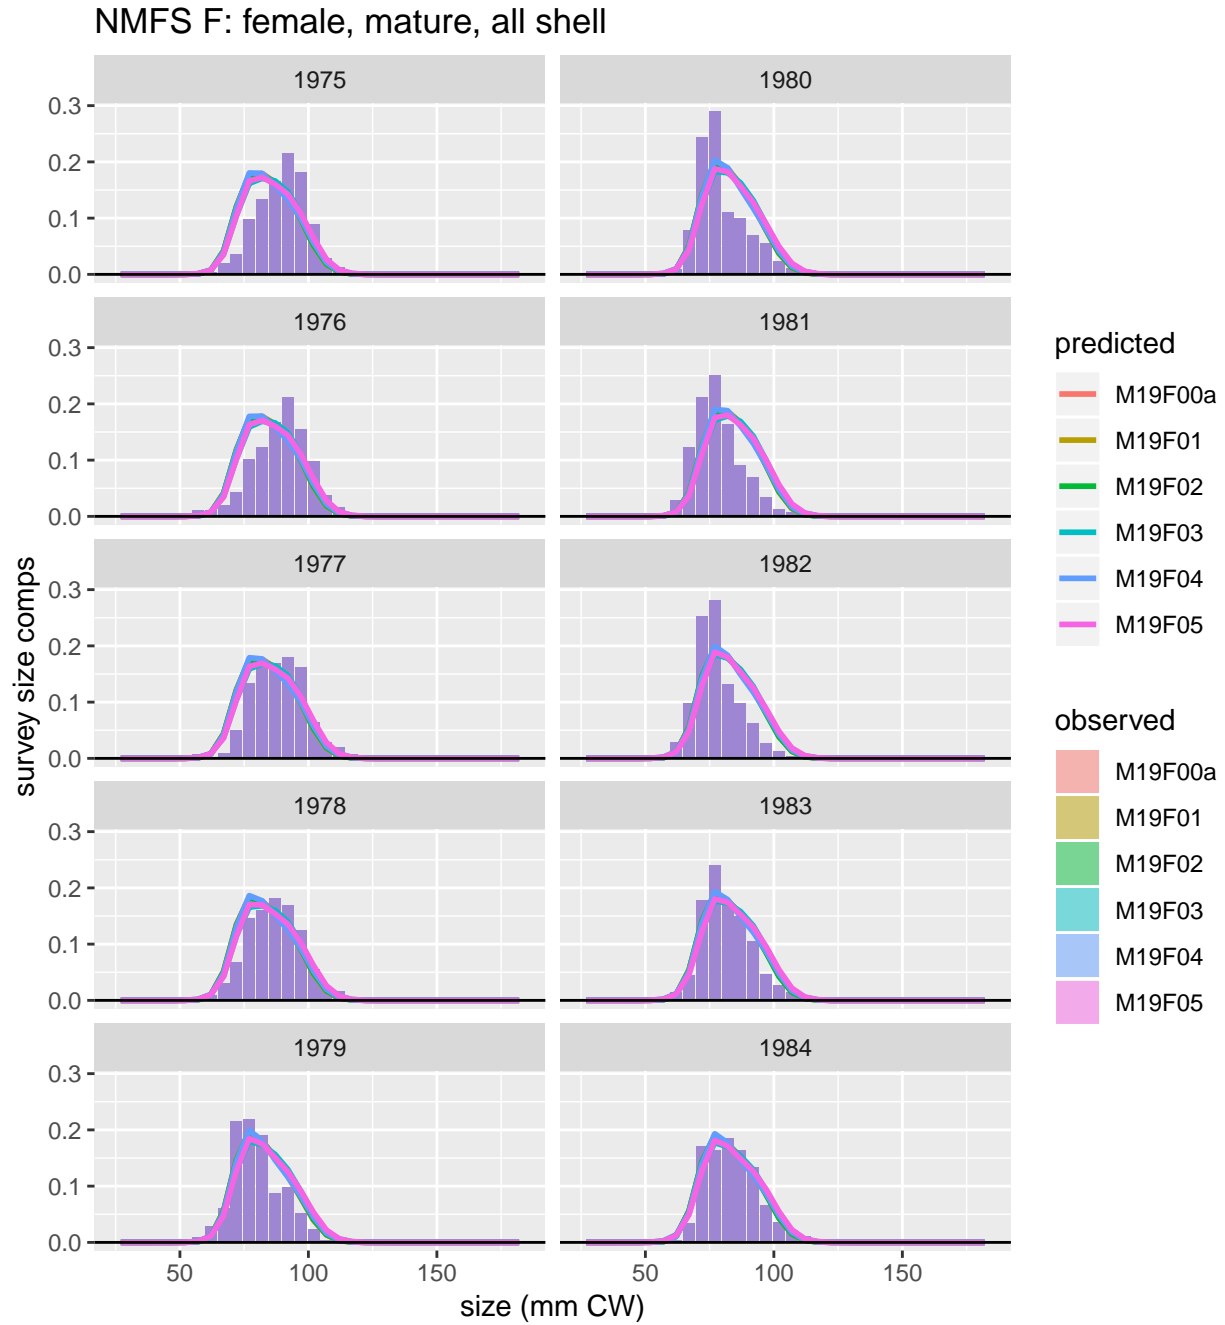 NMFS F: female, mature, all shell
1975
1980
0.3
0.2
0.1
0.0
1976
1981
0.3
0.2
0.1
0.0
1977
1982
0.3
0.2
0.1
0.0
1978
1983
0.3
0.2
0.1
0.0
1979
1984
0.3
0.2
0.1
0.0
50
100
150
50
100
150
size (mm CW)
survey size comps
predicted
M19F00a
M19F01
M19F02
M19F03
M19F04
M19F05
observed
M19F00a
M19F01
M19F02
M19F03
M19F04
M19F05